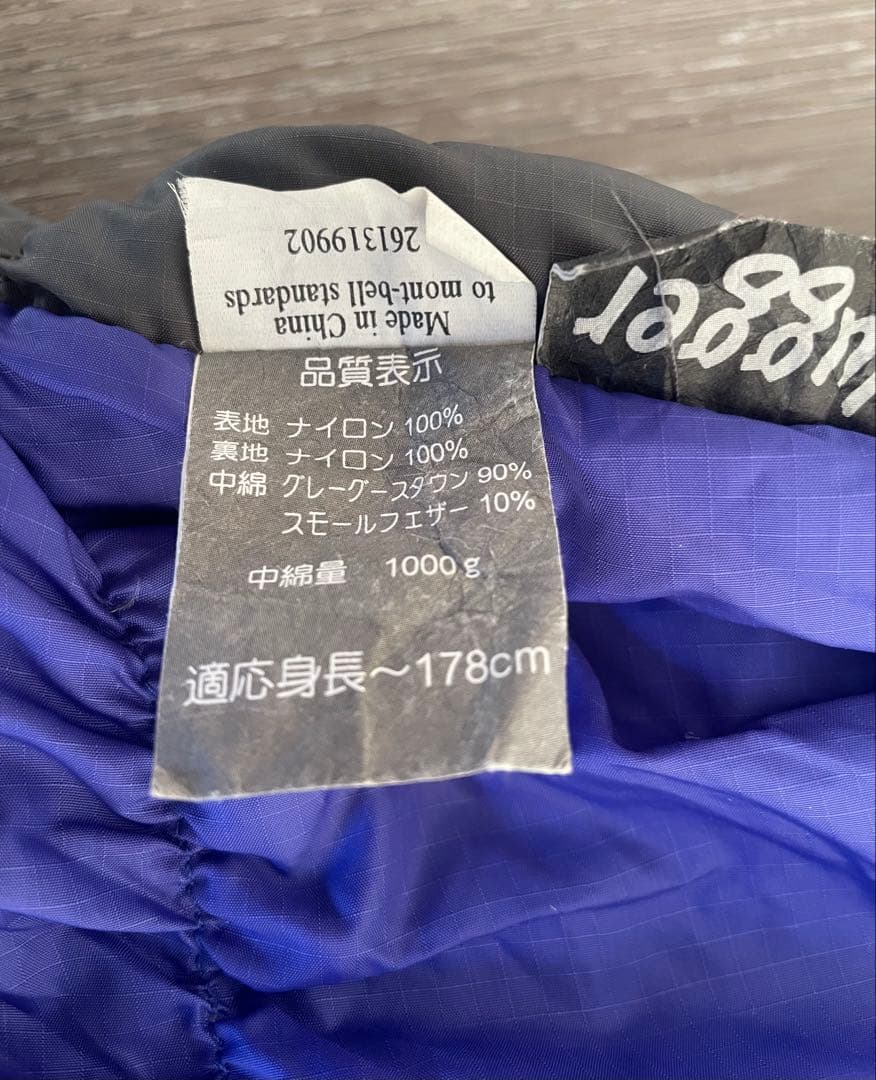 Made in China
to mont-bell standards
261319902
品質表示
表地 ナイロン 100%
裏地 ナイロン 100%
中綿 グレーグースダウン 90%
スモールフェザー 10%
中綿量 1000g
適応身長～178cm